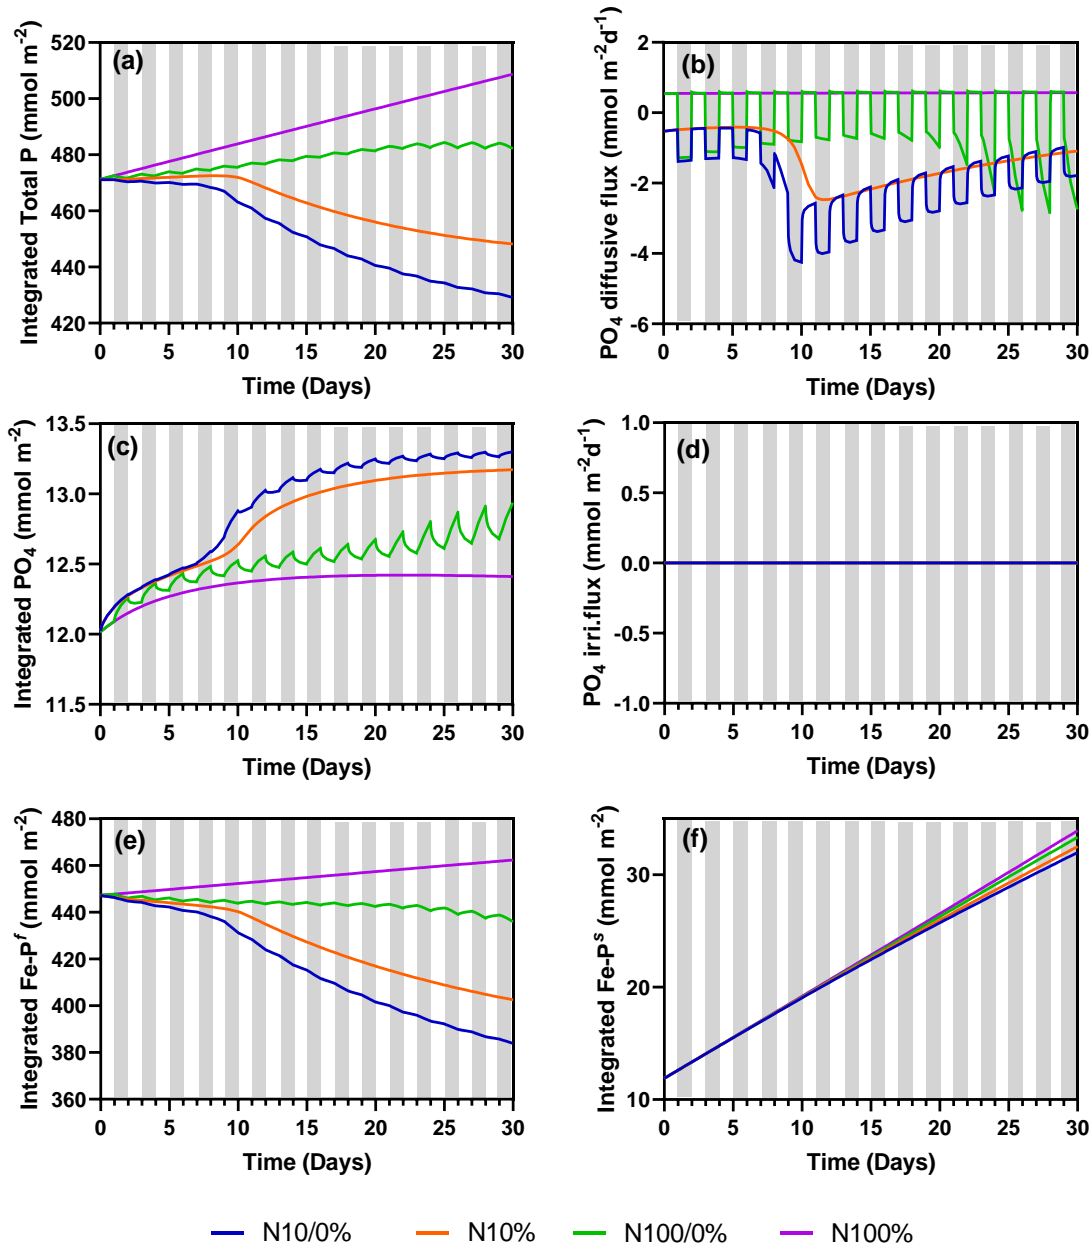 (a)
Integrated Total P (mmol m-2)
520
500
480
460
440
420
0 5 10 15 20 25 30
Time (Days)
(b)
PO4 diffusive flux (mmol m-2d-1)
2
0
-2
-4
-6
0 5 10 15 20 25 30
Time (Days)
(c)
Integrated PO4 (mmol m-2)
13.5
13.0
12.5
12.0
11.5
0 5 10 15 20 25 30
Time (Days)
(d)
PO4 irri.flux (mmol m-2d-1)
1.0
0.5
0.0
-0.5
-1.0
0 5 10 15 20 25 30
Time (Days)
(e)
Integrated Fe-Pf (mmol m-2)
480
460
440
420
400
380
360
0 5 10 15 20 25 30
Time (Days)
(f)
Integrated Fe-Ps (mmol m-2)
30
20
10
0 5 10 15 20 25 30
Time (Days)
N10/0% N10% N100/0% N100%